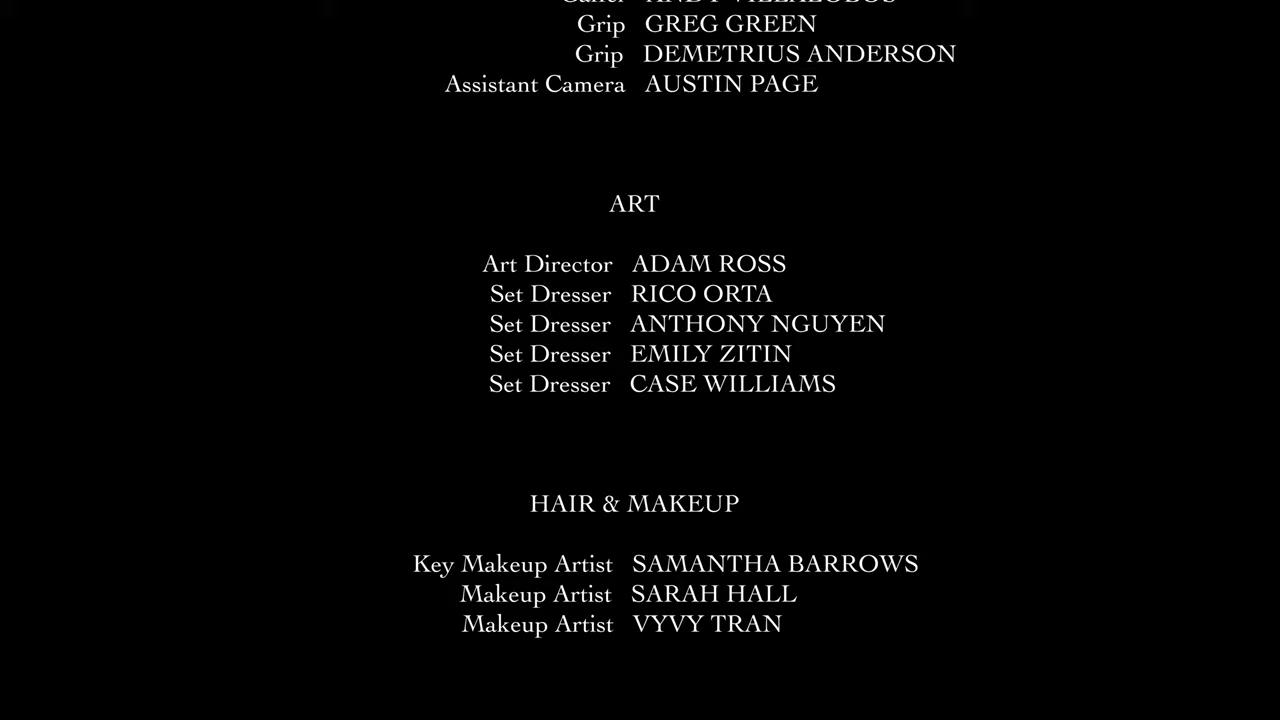 Grip GREG GREEN
Grip DEMETRIUS ANDERSON
Assistant Camera AUSTIN PAGE
ART
Art Director ADAM ROSS
Set Dresser RICO ORTA
Set Dresser ANTHONY NGUYEN
Set Dresser EMILY ZITIN
Set Dresser CASE WILLIAMS
HAIR & MAKEUP
Key Makeup Artist SAMANTHA BARROWS
Makeup Artist SARAH HALL
Makeup Artist VYVY TRAN